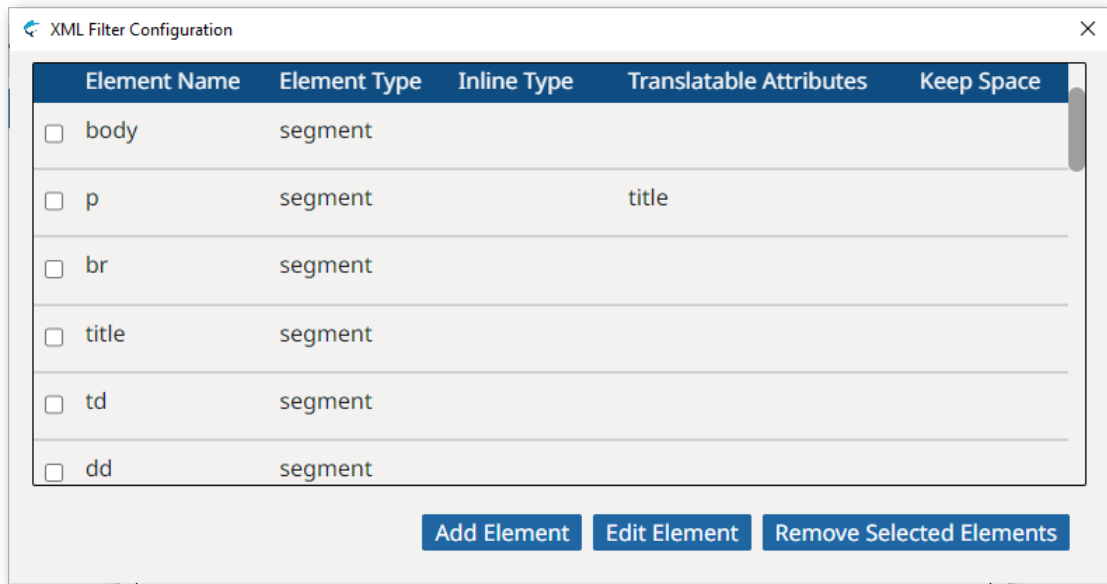 XML Filter Configuration
Element Name Element Type Inline Type Translatable Attributes Keep Space
body segment
p segment title
br segment
title segment
td segment
dd segment
Add Element Edit Element Remove Selected Elements